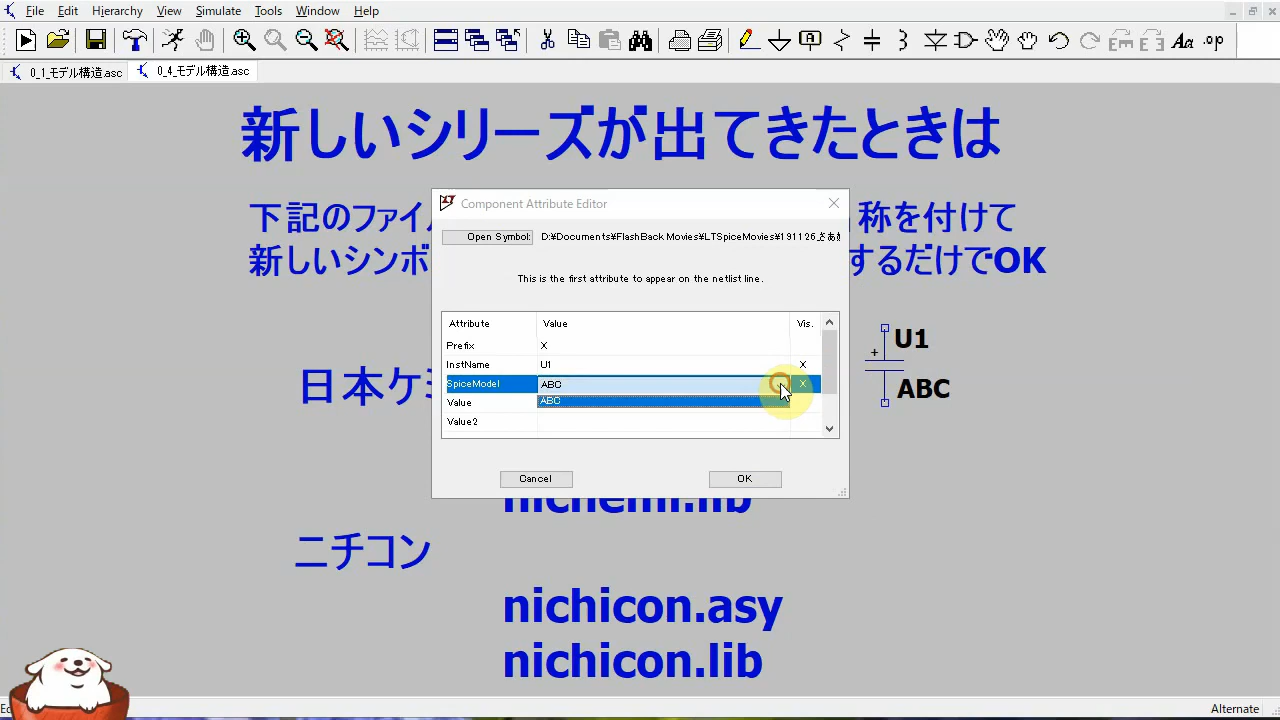 File Edit Hierarchy View Simulate Tools Window Help
.op
0_1_モデル構造.asc 0_4_モデル構造.asc
新しいシリーズが出てきたときは
下記のファイ 称を付けて
新しいシンボ するだけでOK
Component Attribute Editor
Open Symbol:
This is the first attribute to appear on the netlist line.
Attribute Value Vis.
Prefix X
InstName U1 X
SpiceModel ABC X
ABC
Value
Value2
Cancel OK
+ U1
ABC
日本ケ
nichemi.lib
ニチコン
nichicon.asy
nichicon.lib
Alternate